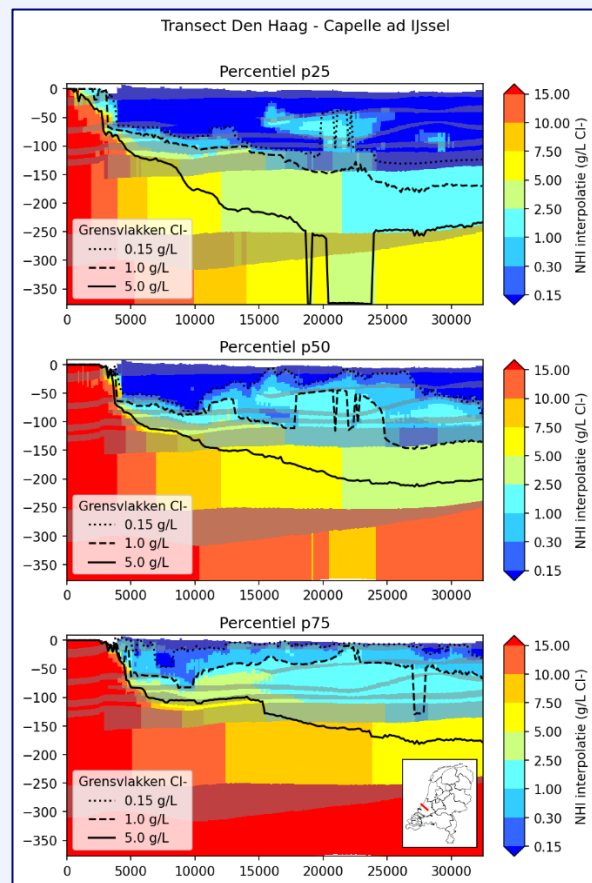 Transect Den Haag - Capelle ad IJssel
Percentiel p25
0
−50
−100
−150
−200
−250
−300
−350
Grensvlakken Cl-
0.15 g/L
1.0 g/L
5.0 g/L
0 5000 10000 15000 20000 25000 30000
15.00
10.00
7.50
5.00
2.50
1.00
0.30
0.15
NHI interpolatie (g/L Cl-)
Percentiel p50
0
−50
−100
−150
−200
−250
−300
−350
Grensvlakken Cl-
0.15 g/L
1.0 g/L
5.0 g/L
0 5000 10000 15000 20000 25000 30000
15.00
10.00
7.50
5.00
2.50
1.00
0.30
0.15
NHI interpolatie (g/L Cl-)
Percentiel p75
0
−50
−100
−150
−200
−250
−300
−350
Grensvlakken Cl-
0.15 g/L
1.0 g/L
5.0 g/L
0 5000 10000 15000 20000 25000 30000
15.00
10.00
7.50
5.00
2.50
1.00
0.30
0.15
NHI interpolatie (g/L Cl-)